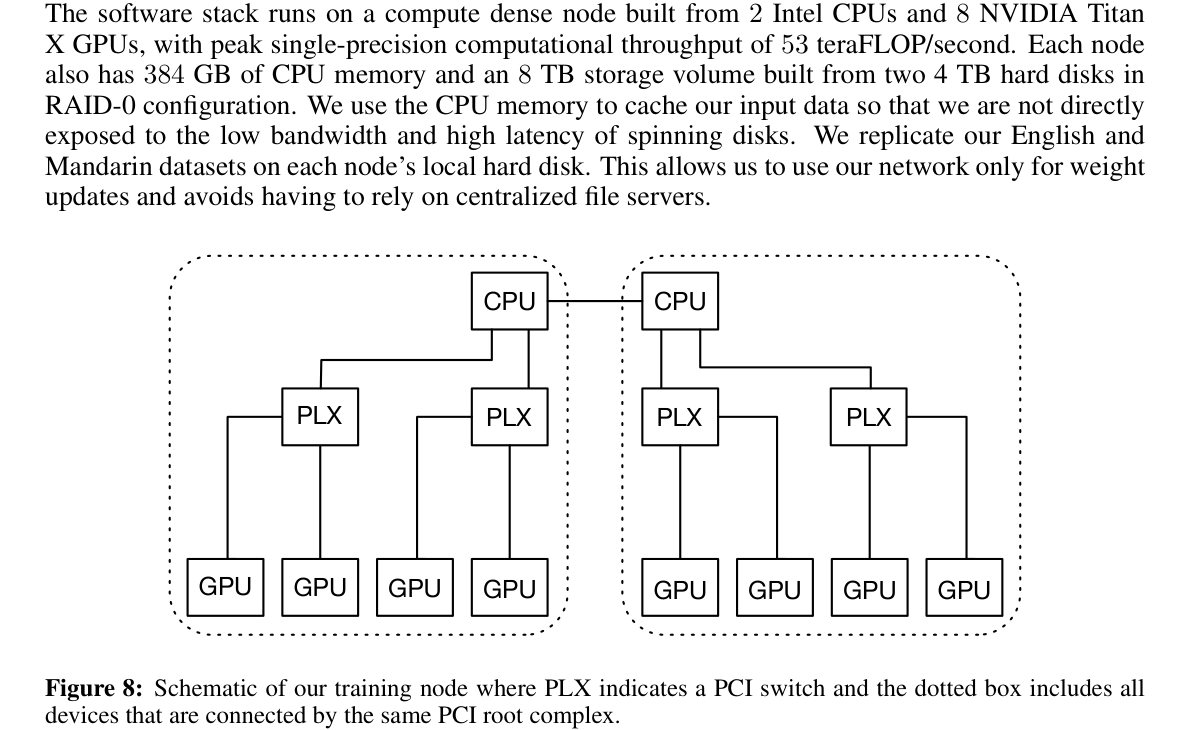 The software stack runs on a compute dense node built from 2 Intel CPUs and 8 NVIDIA Titan
X GPUs, with peak single-precision computational throughput of 53 teraFLOP/second. Each node
also has 384 GB of CPU memory and an 8 TB storage volume built from two 4 TB hard disks in
RAID-0 configuration. We use the CPU memory to cache our input data so that we are not directly
exposed to the low bandwidth and high latency of spinning disks. We replicate our English and
Mandarin datasets on each node's local hard disk. This allows us to use our network only for weight
updates and avoids having to rely on centralized file servers.
CPU CPU
PLX PLX PLX PLX
GPU GPU GPU GPU GPU GPU GPU GPU
Figure 8: Schematic of our training node where PLX indicates a PCI switch and the dotted box includes all
devices that are connected by the same PCI root complex.